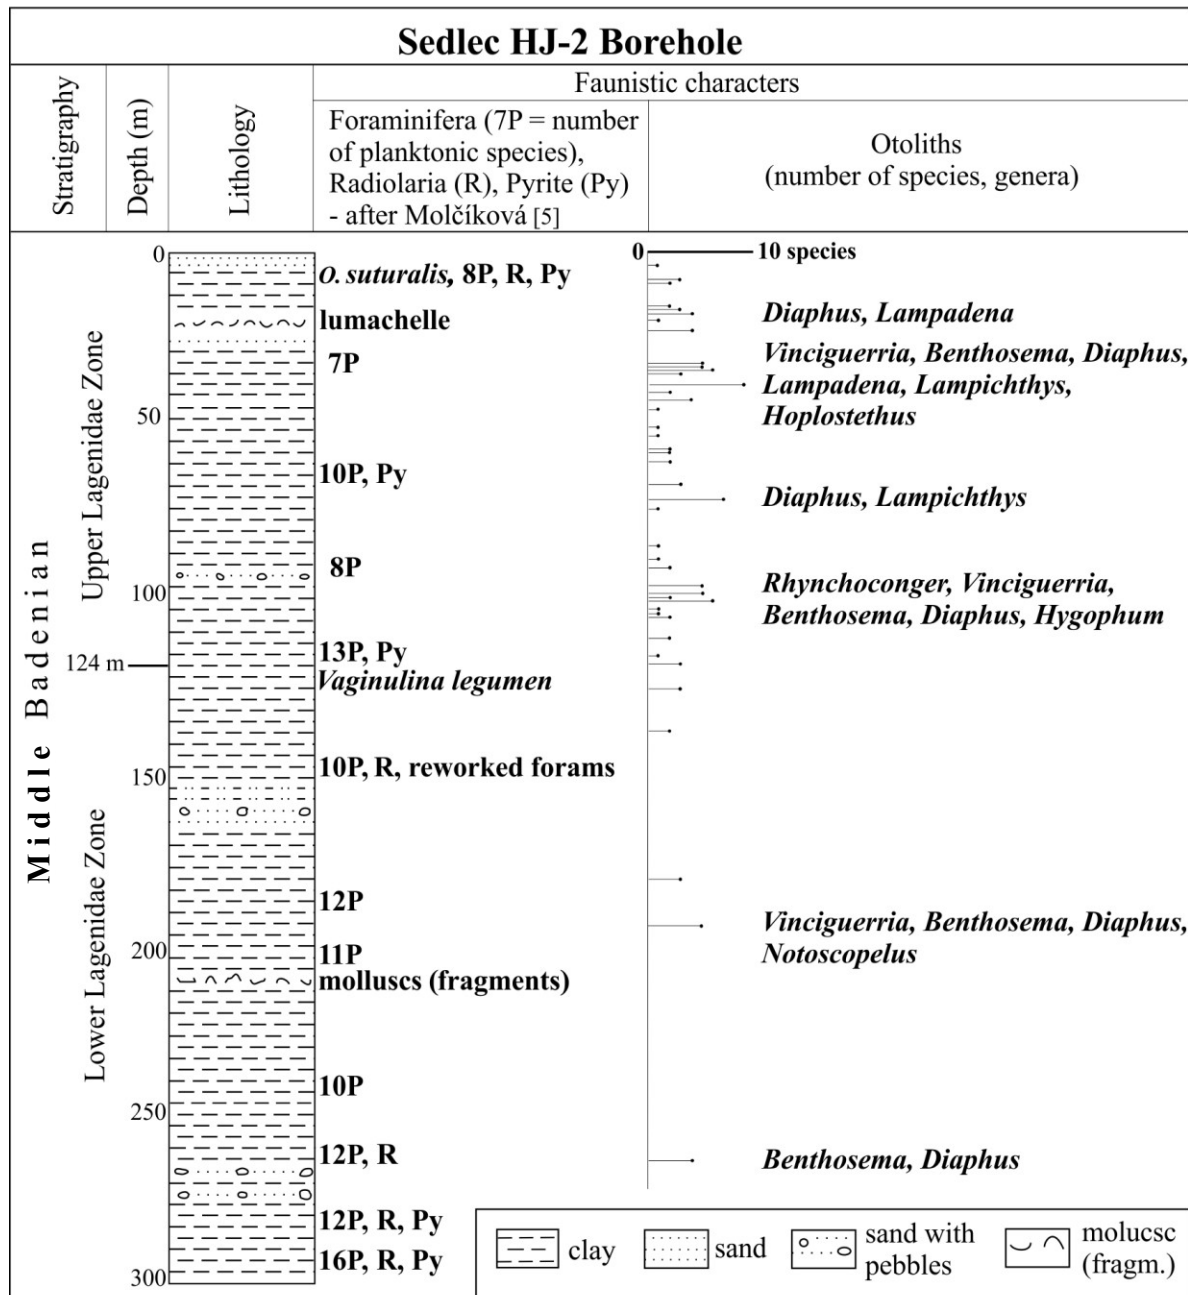 Sedlec HJ-2 Borehole
Stratigraphy
Depth (m)
Lithology
Faunistic characters
Foraminifera (7P = number
of planktonic species),
Radiolaria (R), Pyrite (Py)
- after Molčíková [5]
Otoliths
(number of species, genera)
0
0
10 species
O. suturalis, 8P, R, Py
Diaphus, Lampadena
lumachelle
7P
Vinciguerria, Benthosema, Diaphus,
Lampadena, Lampichthys,
Hoplostethus
50
10P, Py
Diaphus, Lampichthys
Upper Lagenidae Zone
8P
100
Rhynchoconger, Vinciguerria,
Benthosema, Diaphus, Hygophum
13P, Py
124 m
Vaginulina legumen
Middle Badenian
10P, R, reworked forams
150
Lower Lagenidae Zone
12P
Vinciguerria, Benthosema, Diaphus,
Notoscopelus
200
11P
molluscs (fragments)
10P
250
12P, R
Benthosema, Diaphus
12P, R, Py
16P, R, Py
300
clay
sand
sand with
pebbles
molucsc
(fragm.)